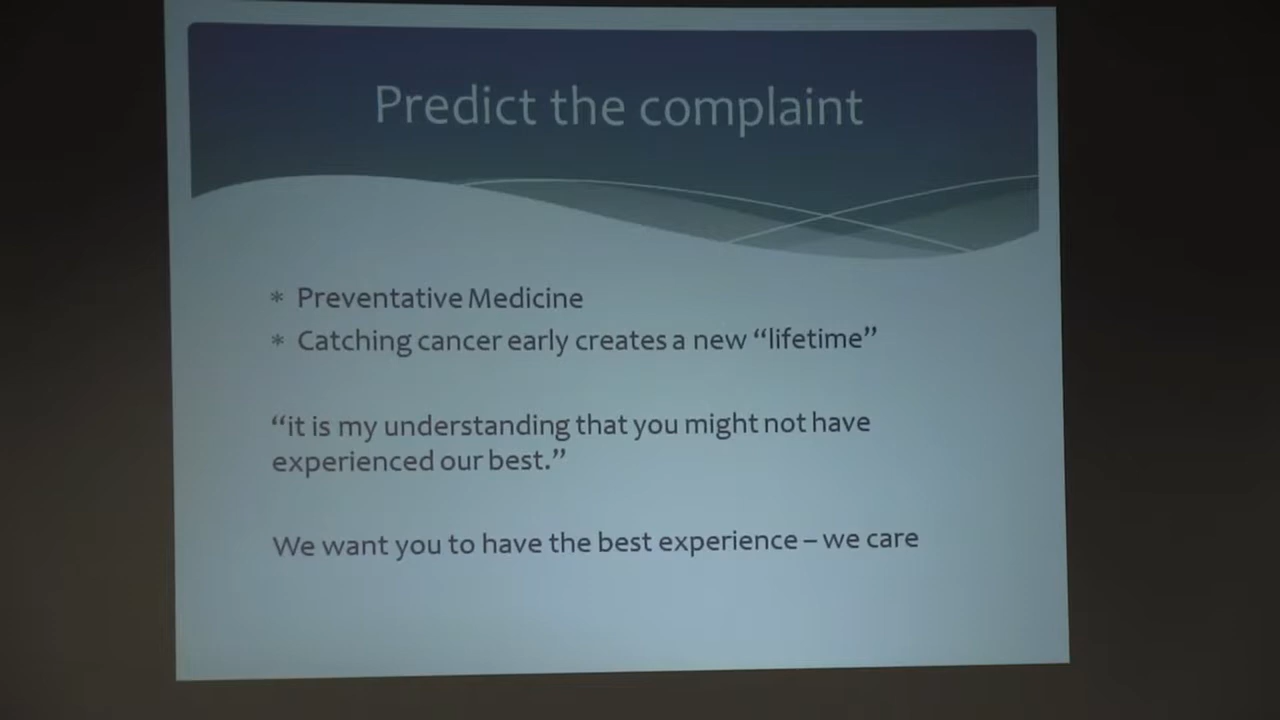 Predict the complaint
* Preventative Medicine
* Catching cancer early creates a new “lifetime”
“it is my understanding that you might not have
experienced our best.”
We want you to have the best experience – we care